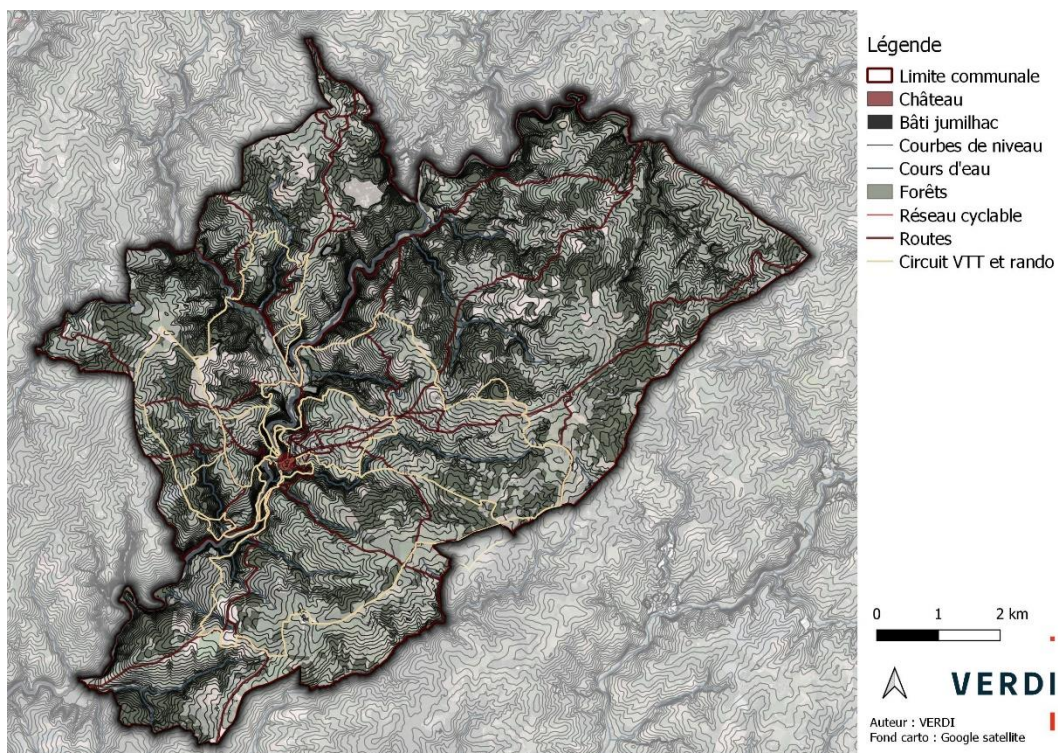 Légende
Limite communale
Château
Bâti jumilhac
Courbes de niveau
Cours d'eau
Forêts
Réseau cyclable
Routes
Circuit VTT et rando
0 1 2 km
VERDI
Auteur : VERDI
Fond carto : Google satellite